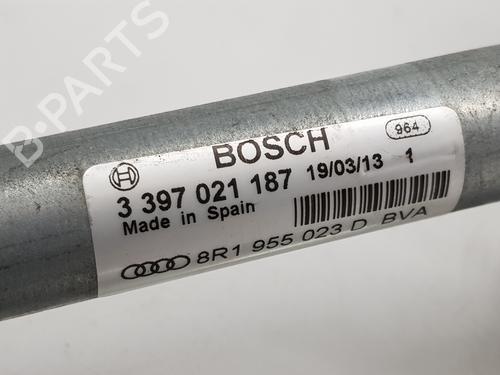 B-PARTS
BOSCH
964
3 397 021 187 19/03/13 1
Made in Spain
8R1 955 023 D BVA